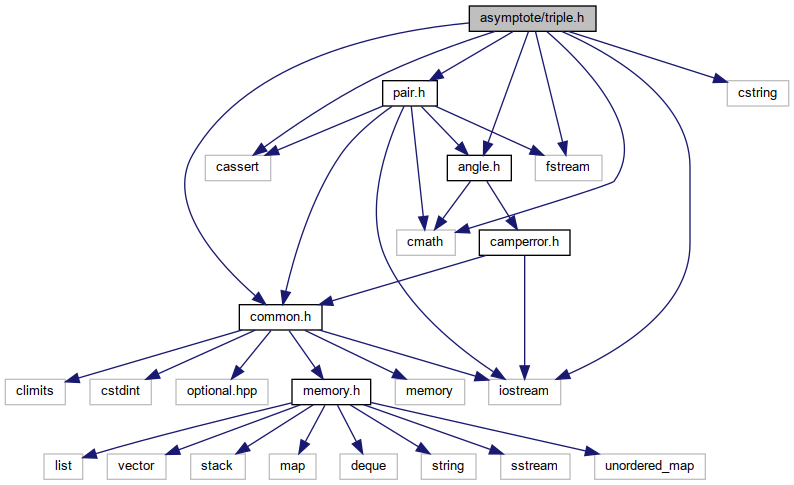 asymptote/triple.h
pair.h
cstring
cassert
angle.h
fstream
cmath
camperror.h
common.h
climits
cstdint
optional.hpp
memory.h
memory
iostream
list
vector
stack
map
deque
string
sstream
unordered_map